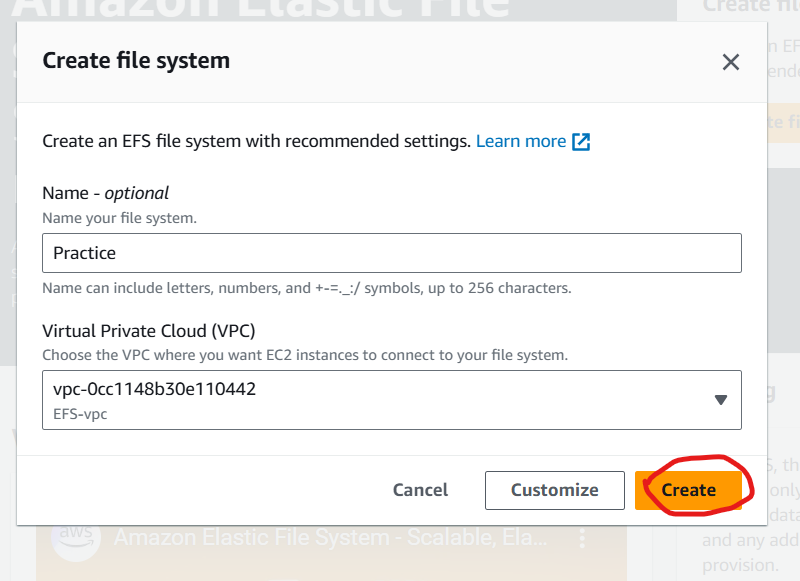 Amazon Elastic File
Create file
Create file system
Create an EFS file system with recommended settings. Learn more
Name - optional
Name your file system.
Practice
Name can include letters, numbers, and +-=._:/ symbols, up to 256 characters.
Virtual Private Cloud (VPC)
Choose the VPC where you want EC2 instances to connect to your file system.
vpc-0cc1148b30e110442
EFS-vpc
Cancel
Customize
Create
aws
Amazon Elastic File System - Scalable, Ela...
and any add
provision.